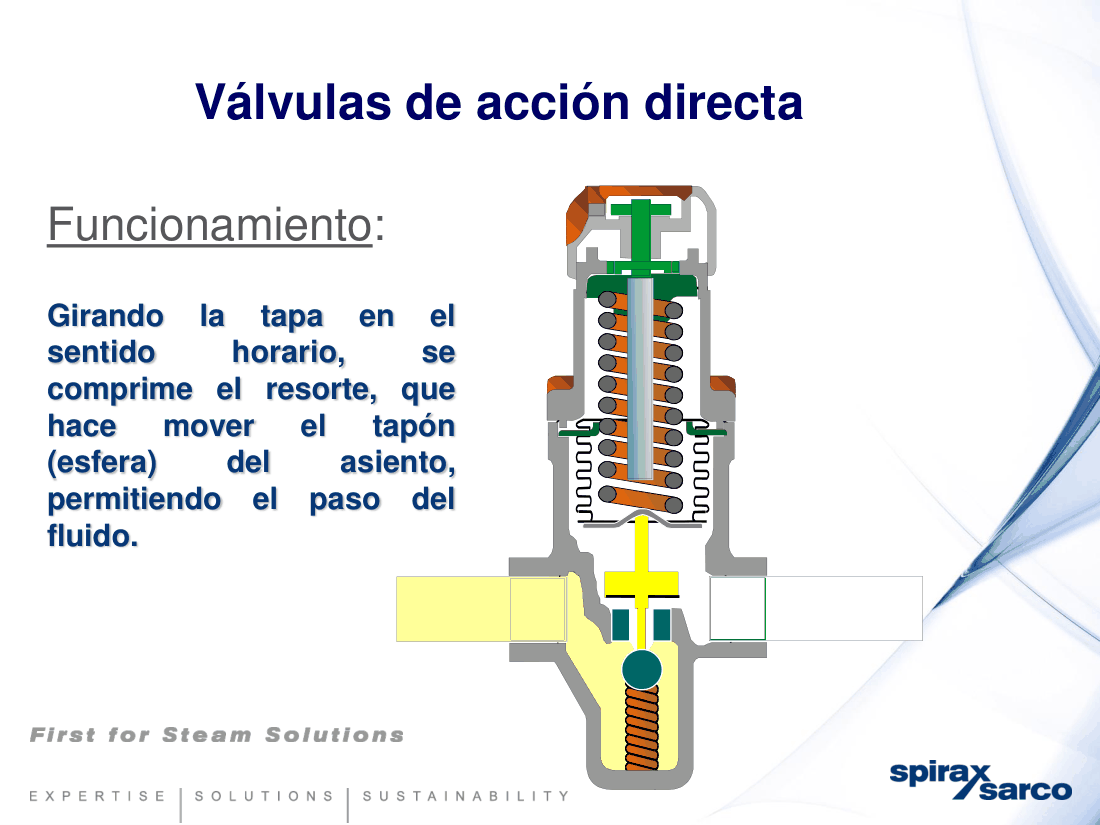 Válvulas de acción directa
Funcionamiento:
Girando la tapa en el
sentido horario, se
comprime el resorte, que
hace mover el tapón
(esfera) del asiento,
permitiendo el paso del
fluido.
First for Steam Solutions
EXPERTISE SOLUTIONS SUSTAINABILITY
spirax
sarco